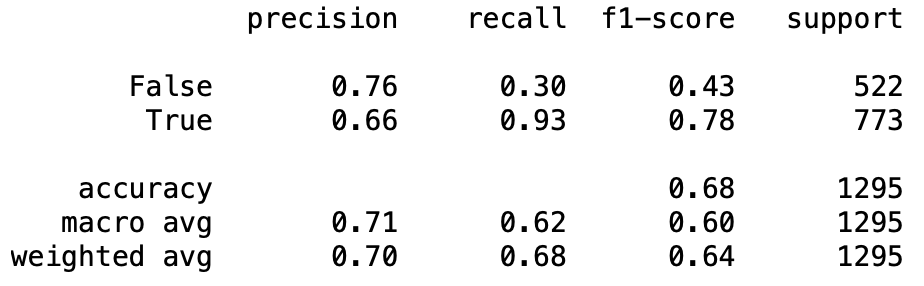 precision recall f1-score support
False 0.76 0.30 0.43 522
True 0.66 0.93 0.78 773
accuracy 0.68 1295
macro avg 0.71 0.62 0.60 1295
weighted avg 0.70 0.68 0.64 1295